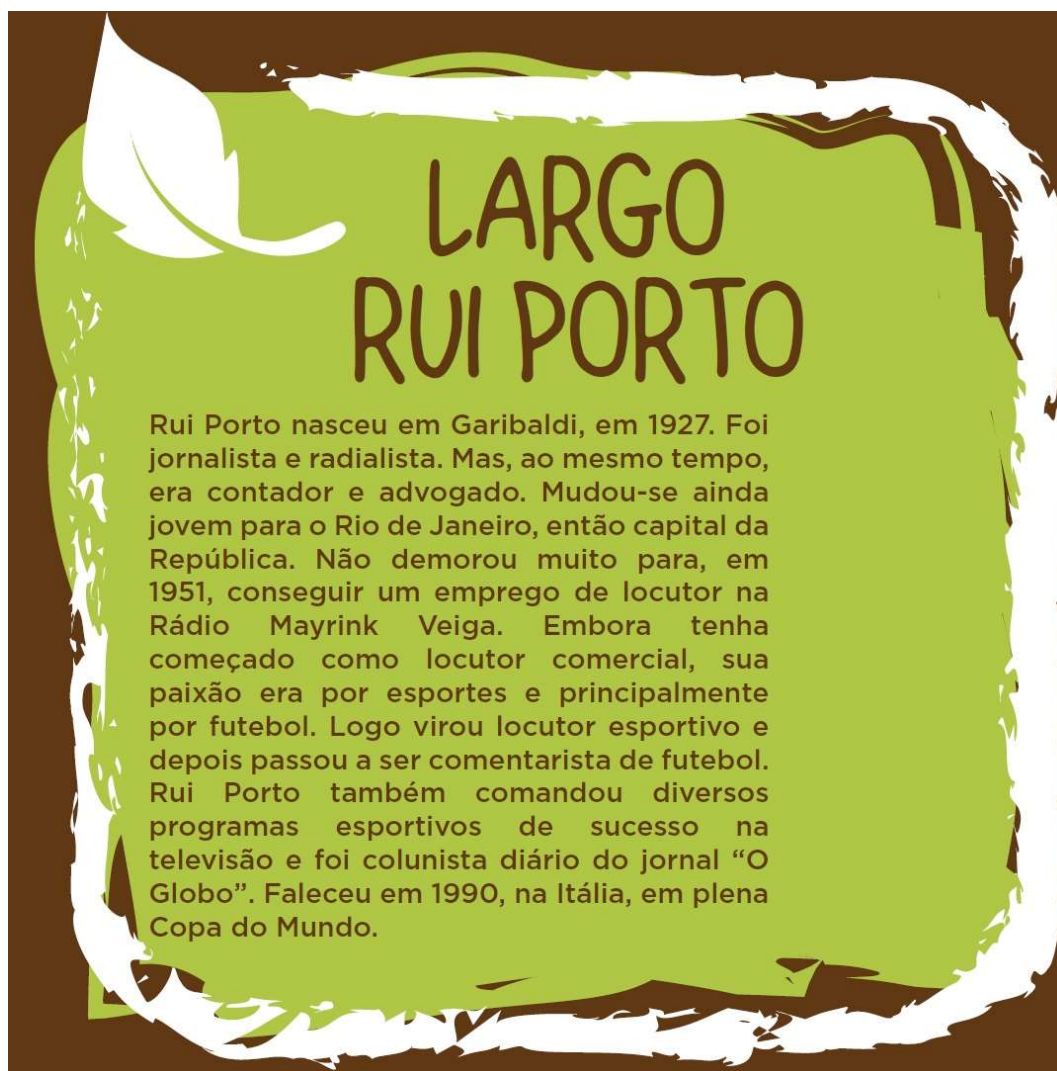 LARGO
RUI PORTO
Rui Porto nasceu em Garibaldi, em 1927. Foi
jornalista e radialista. Mas, ao mesmo tempo,
era contador e advogado. Mudou-se ainda
jovem para o Rio de Janeiro, então capital da
República. Não demorou muito para, em
1951, conseguir um emprego de locutor na
Rádio Mayrink Veiga. Embora tenha
começado como locutor comercial, sua
paixão era por esportes e principalmente
por futebol. Logo virou locutor esportivo e
depois passou a ser comentarista de futebol.
Rui Porto também comandou diversos
programas esportivos de sucesso na
televisão e foi colunista diário do jornal “O
Globo”. Faleceu em 1990, na Itália, em plena
Copa do Mundo.